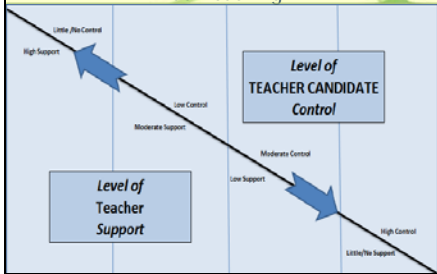 Little /No Control
High Support
Level of
TEACHER CANDIDATE
Control
Low Control
Moderate Support
Moderate Control
Low Support
Level of
Teacher
Support
High Control
Little/No Support